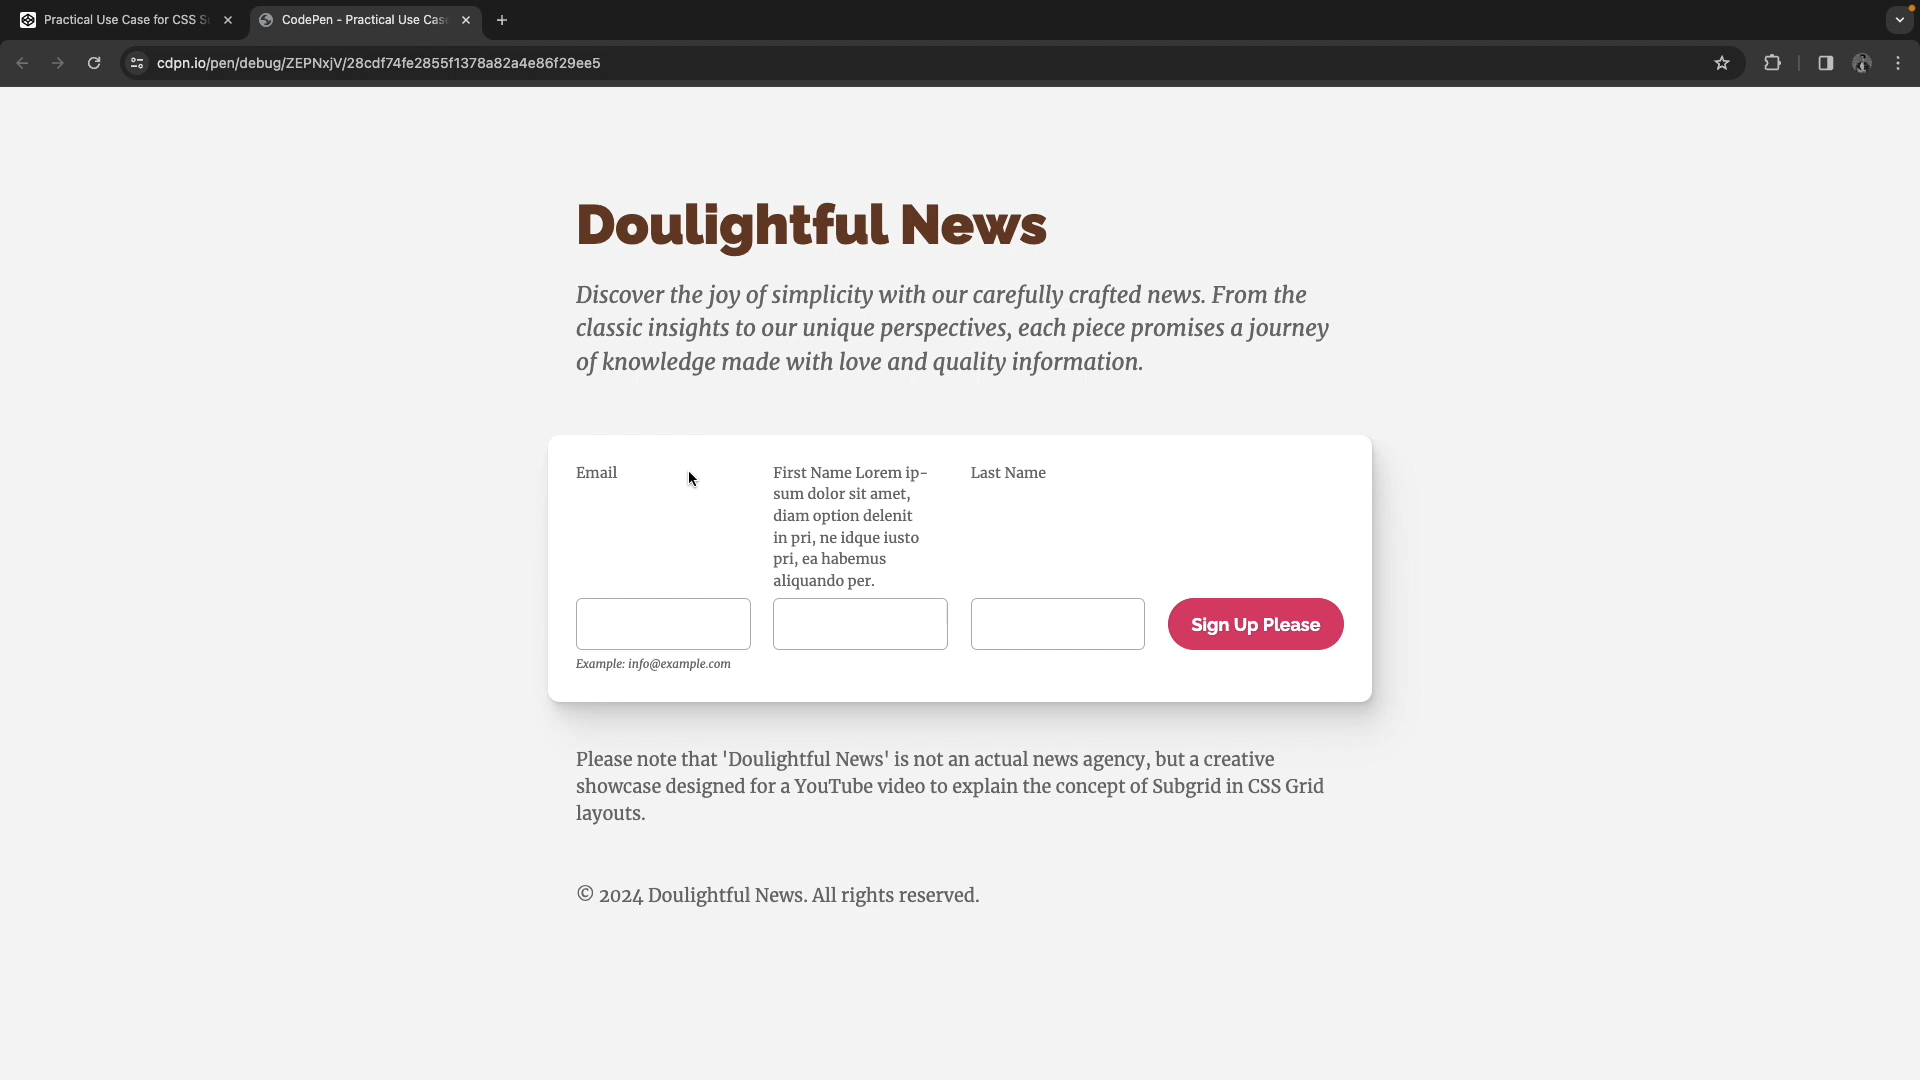 Practical Use Case for CSS S
CodePen - Practical Use Cas
cdpn.io/pen/debug/ZEPNxjV/28cdf74fe2855f1378a82a4e86f29ee5
Doulightful News
Discover the joy of simplicity with our carefully crafted news. From the
classic insights to our unique perspectives, each piece promises a journey
of knowledge made with love and quality information.
Email
First Name Lorem ip-
sum dolor sit amet,
diam option delenit
in pri, ne idque iusto
pri, ea habemus
aliquando per.
Last Name
Sign Up Please
Example: info@example.com
Please note that 'Doulightful News' is not an actual news agency, but a creative
showcase designed for a YouTube video to explain the concept of Subgrid in CSS Grid
layouts.
© 2024 Doulightful News. All rights reserved.